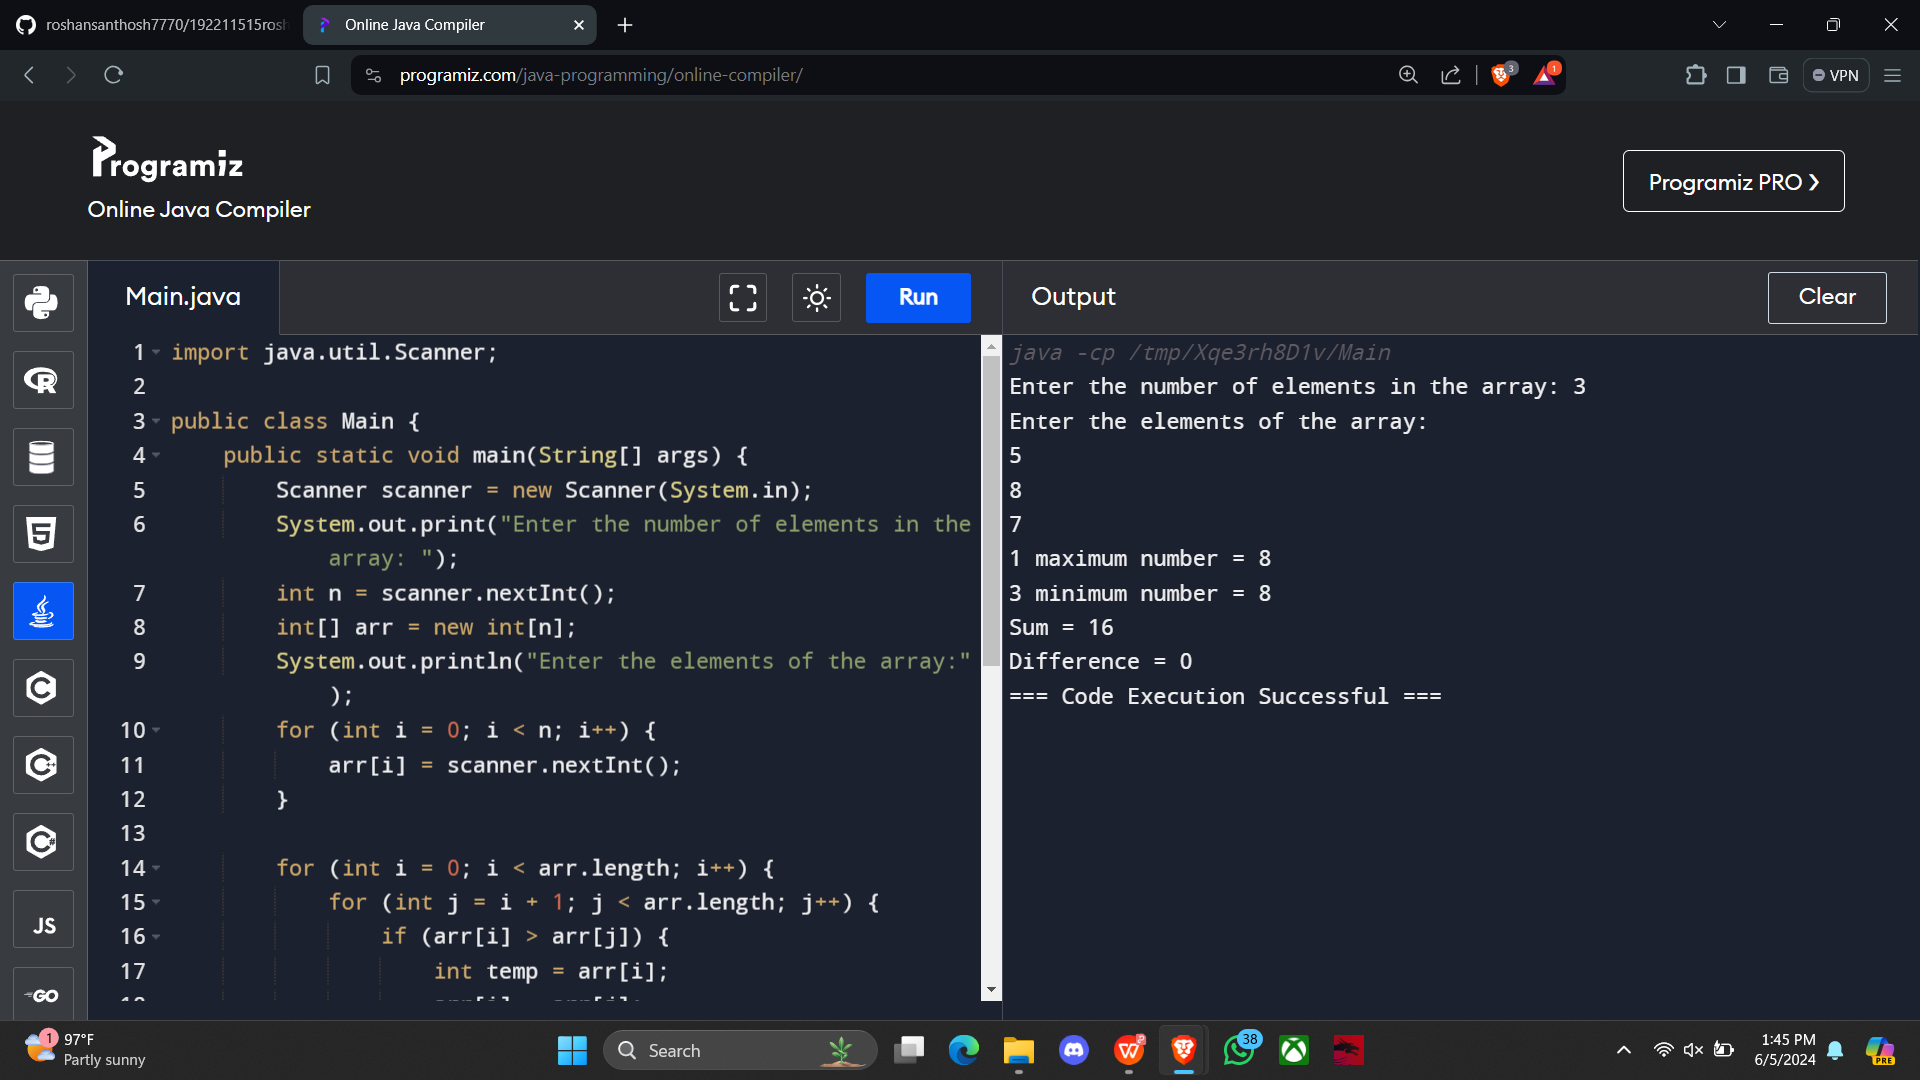 roshansanthosh7770/192211515rosh
Online Java Compiler
programiz.com/java-programming/online-compiler/
3
1
VPN
Programiz
Online Java Compiler
Programiz PRO ❯
Main.java
Run
Output
Clear
1 import java.util.Scanner;
2
3 public class Main {
4 public static void main(String[] args) {
5 Scanner scanner = new Scanner(System.in);
6 System.out.print("Enter the number of elements in the
array: ");
7 int n = scanner.nextInt();
8 int[] arr = new int[n];
9 System.out.println("Enter the elements of the array:"
);
10 for (int i = 0; i < n; i++) {
11 arr[i] = scanner.nextInt();
12 }
13
14 for (int i = 0; i < arr.length; i++) {
15 for (int j = i + 1; j < arr.length; j++) {
16 if (arr[i] > arr[j]) {
17 int temp = arr[i];
java -cp /tmp/Xqe3rh8D1v/Main
Enter the number of elements in the array: 3
Enter the elements of the array:
5
8
7
1 maximum number = 8
3 minimum number = 8
Sum = 16
Difference = 0
=== Code Execution Successful ===
JS
GO
1
97°F
Partly sunny
Search
38
1:45 PM
6/5/2024
PRE